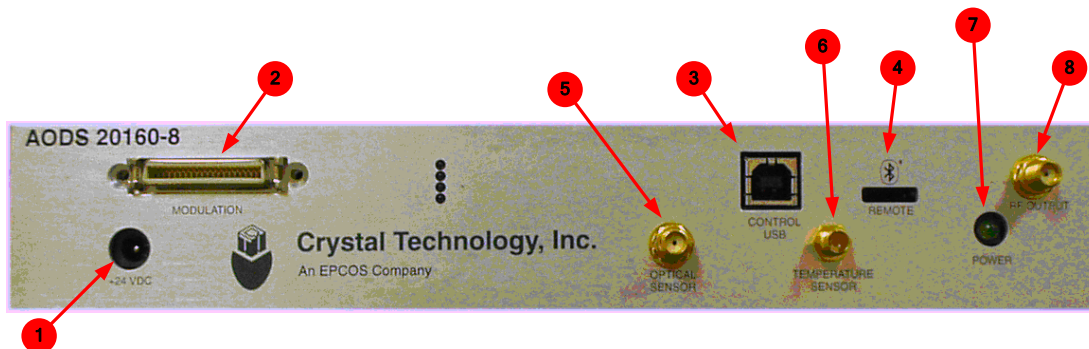 7
6
8
2
3
4
5
AODS 20160-8
MODULATION
REMOTE
RF OUTPUT
CONTROL
USB
Crystal Technology, Inc.
An EPCOS Company
+24 VDC
OPTICAL
SENSOR
TEMPERATURE
SENSOR
POWER
1